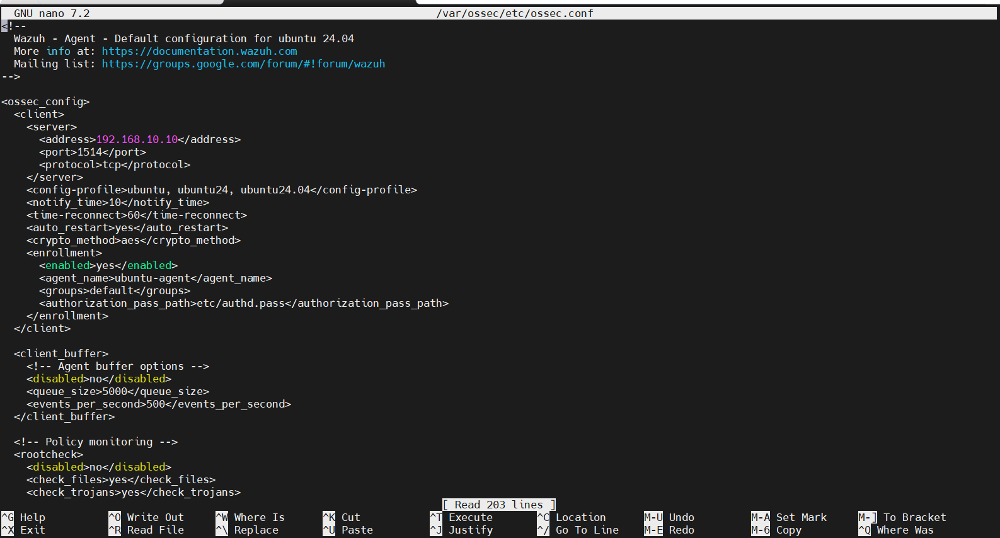 GNU nano 7.2 /var/ossec/etc/ossec.conf
<!--
  Wazuh - Agent - Default configuration for ubuntu 24.04
  More info at: https://documentation.wazuh.com
  Mailing list: https://groups.google.com/forum/#!forum/wazuh
-->

<ossec_config>
  <client>
    <server>
      <address>192.168.10.10</address>
      <port>1514</port>
      <protocol>tcp</protocol>
    </server>
    <config-profile>ubuntu, ubuntu24, ubuntu24.04</config-profile>
    <notify_time>10</notify_time>
    <time-reconnect>60</time-reconnect>
    <auto_restart>yes</auto_restart>
    <crypto_method>aes</crypto_method>
    <enrollment>
      <enabled>yes</enabled>
      <agent_name>ubuntu-agent</agent_name>
      <groups>default</groups>
      <authorization_pass_path>etc/authd.pass</authorization_pass_path>
    </enrollment>
  </client>

  <client_buffer>
    <!-- Agent buffer options -->
    <disabled>no</disabled>
    <queue_size>5000</queue_size>
    <events_per_second>500</events_per_second>
  </client_buffer>

  <!-- Policy monitoring -->
  <rootcheck>
    <disabled>no</disabled>
    <check_files>yes</check_files>
    <check_trojans>yes</check_trojans>
[ Read 203 lines ]
^G Help ^O Write Out ^W Where Is ^K Cut ^T Execute ^C Location M-U Undo M-A Set Mark M-] To Bracket
^X Exit ^R Read File ^\ Replace ^U Paste ^J Justify ^/ Go To Line M-E Redo M-6 Copy ^Q Where Was